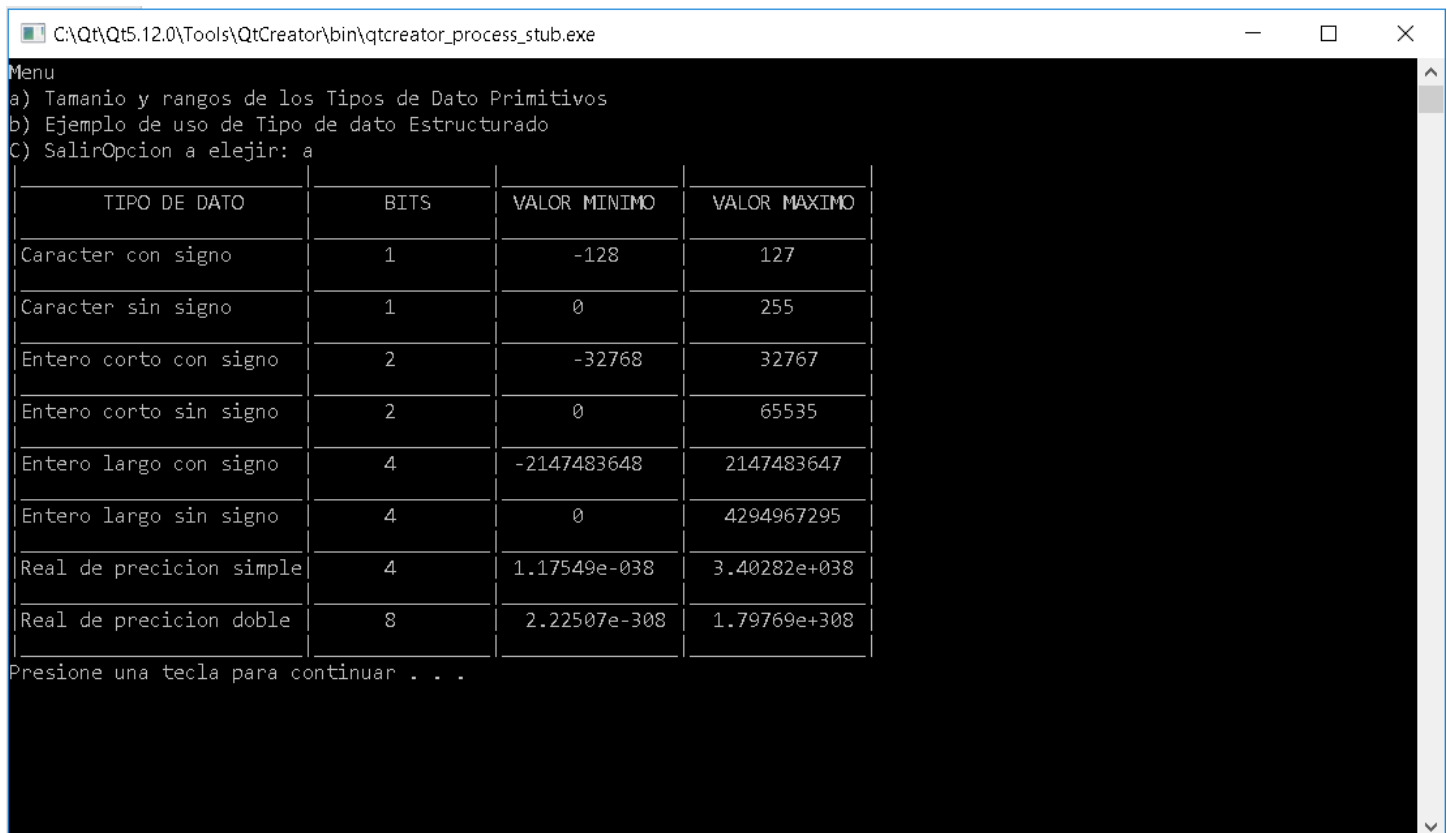 C:\Qt\Qt5.12.0\Tools\QtCreator\bin\qtcreator_process_stub.exe
Menu
a) Tamanio y rangos de los Tipos de Dato Primitivos
b) Ejemplo de uso de Tipo de dato Estructurado
C) SalirOpcion a elejir: a
TIPO DE DATO BITS VALOR MINIMO VALOR MAXIMO
Caracter con signo 1 -128 127
Caracter sin signo 1 0 255
Entero corto con signo 2 -32768 32767
Entero corto sin signo 2 0 65535
Entero largo con signo 4 -2147483648 2147483647
Entero largo sin signo 4 0 4294967295
Real de precicion simple 4 1.17549e-038 3.40282e+038
Real de precicion doble 8 2.22507e-308 1.79769e+308
Presione una tecla para continuar . . .